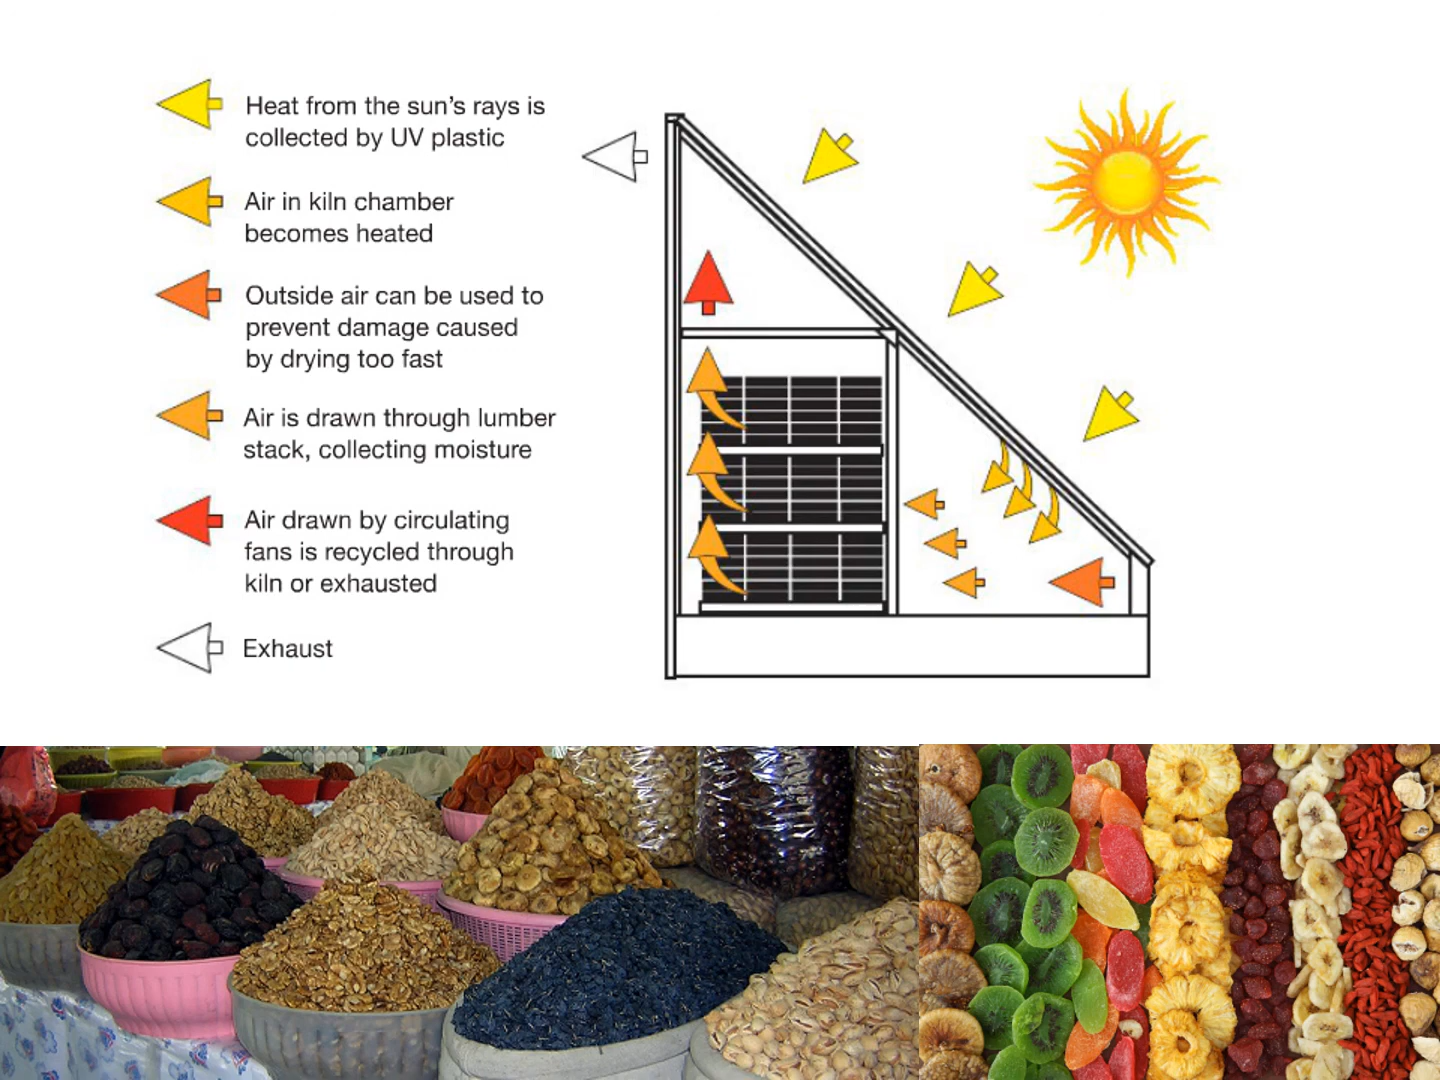 Heat from the sun's rays is
collected by UV plastic
Air in kiln chamber
becomes heated
Outside air can be used to
prevent damage caused
by drying too fast
Air is drawn through lumber
stack, collecting moisture
Air drawn by circulating
fans is recycled through
kiln or exhausted
Exhaust